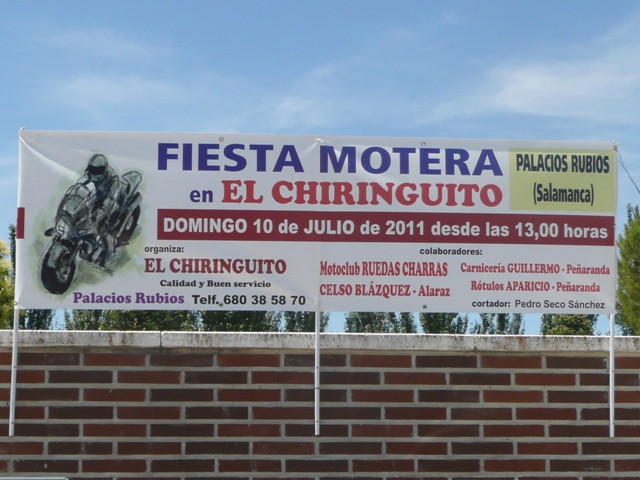 FIESTA MOTERA
en EL CHIRINGUITO
PALACIOS RUBIOS
(Salamanca)
DOMINGO 10 de JULIO de 2011 desde las 13,00 horas
organiza:
EL CHIRINGUITO
Calidad y Buen servicio
Palacios Rubios Telf. 680 38 58 70
colaboradores:
Motoclub RUEDAS CHARRAS
CELSO BLÁZQUEZ - Alaraz
Carnicería GUILLERMO - Peñaranda
Rótulos APARICIO - Peñaranda
cortador: Pedro Seco Sánchez